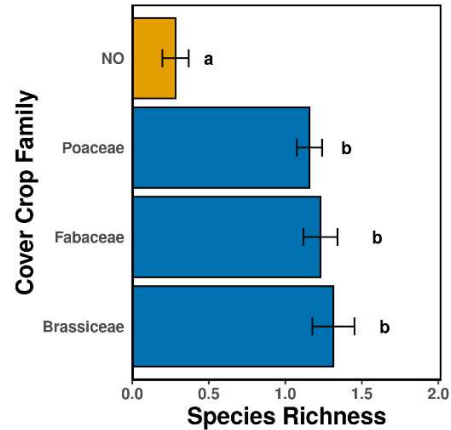 Cover Crop Family
NO
a
Poaceae
b
Fabaceae
b
Brassiceae
b
0.0 0.5 1.0 1.5 2.0
Species Richness